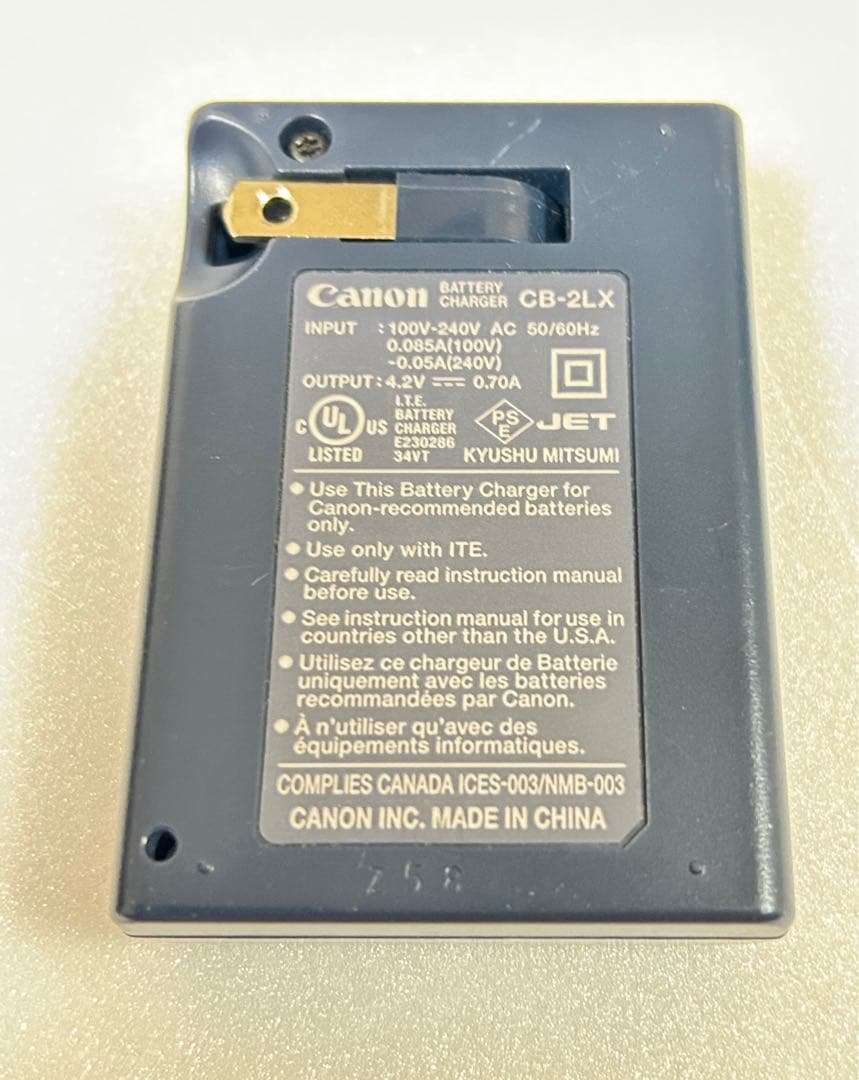 Canon BATTERY CHARGER CB-2LX
INPUT : 100V-240V AC 50/60Hz
0.085A(100V)
-0.05A(240V)
OUTPUT : 4.2V ⎓ 0.70A
C UL US
LISTED
I.T.E.
BATTERY
CHARGER
E230286
34VT
PS
E
JET
KYUSHU MITSUMI
● Use This Battery Charger for
Canon-recommended batteries
only.
● Use only with ITE.
● Carefully read instruction manual
before use.
● See instruction manual for use in
countries other than the U.S.A.
● Utilisez ce chargeur de Batterie
uniquement avec les batteries
recommandées par Canon.
● À n'utiliser qu'avec des
équipements informatiques.
COMPLIES CANADA ICES-003/NMB-003
CANON INC. MADE IN CHINA